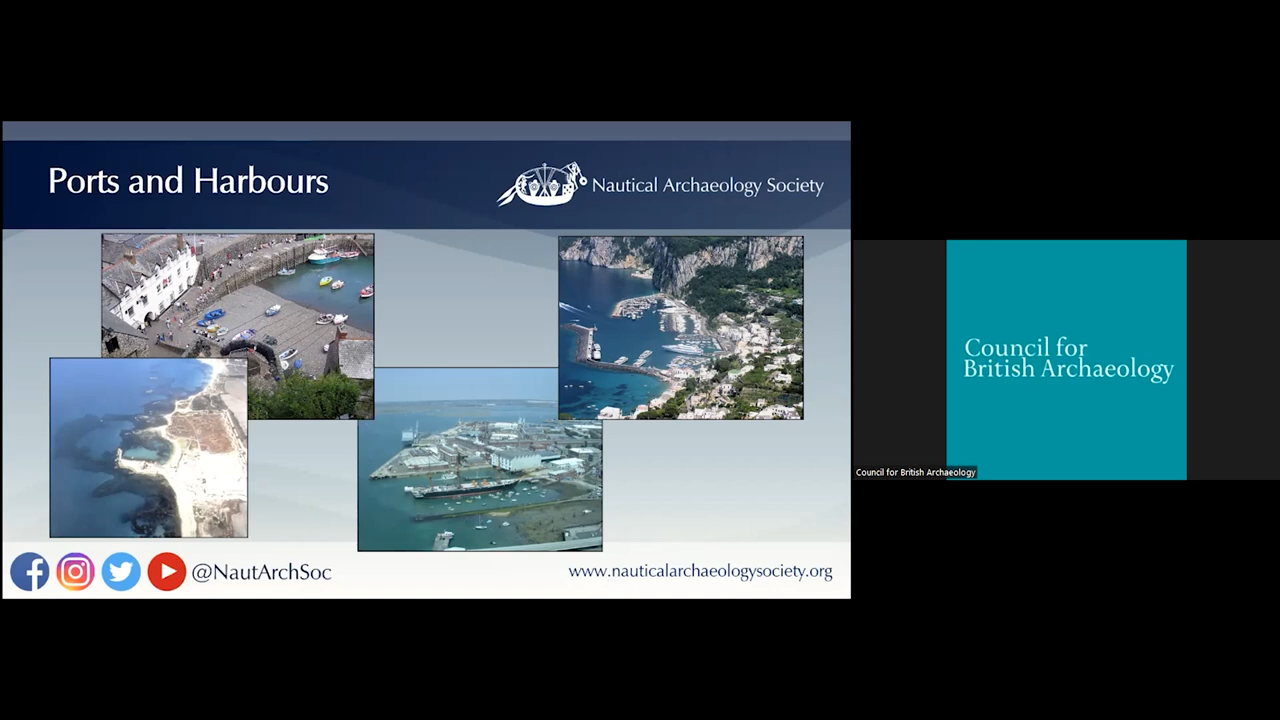 Ports and Harbours
Nautical Archaeology Society
@NautArchSoc
www.nauticalarchaeologysociety.org
Council for
British Archaeology
Council for British Archaeology